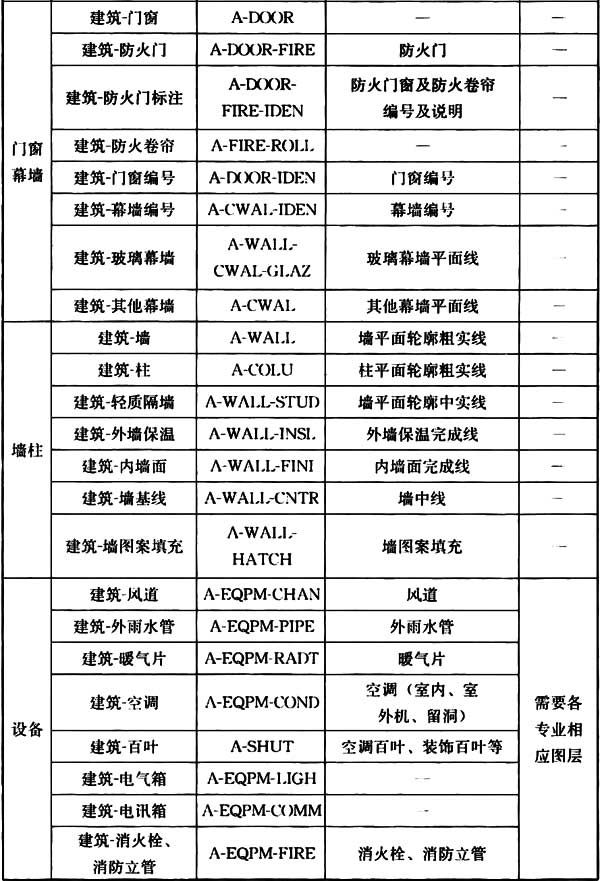 建筑-门窗 A-DOOR — —
建筑-防火门 A-DOOR-FIRE 防火门 —
建筑-防火门标注 A-DOOR- 防火门窗及防火卷帘 —
FIRE-IDEN 编号及说明
建筑-防火卷帘 A-FIRE-ROLL — —
门窗
幕墙
建筑-门窗编号 A-DOOR-IDEN 门窗编号 —
建筑-幕墙编号 A-CWAL-IDEN 幕墙编号 —
建筑-玻璃幕墙 A-WALL- 玻璃幕墙平面线 —
CWAL-GLAZ
建筑-其他幕墙 A-CWAL 其他幕墙平面线 —
建筑-墙 A-WALL 墙平面轮廓粗实线 —
建筑-柱 A-COLU 柱平面轮廓粗实线 —
建筑-轻质隔墙 A-WALL-STUD 墙平面轮廓中实线 —
墙柱
建筑-外墙保温 A-WALL-INSL 外墙保温完成线 —
建筑-内墙面 A-WALL-FINI 内墙面完成线 —
建筑-墙基线 A-WALL-CNTR 墙中线 —
建筑-墙图案填充 A-WALL- 墙图案填充 —
HATCH
建筑-风道 A-EQPM-CHAN 风道
建筑-外雨水管 A-EQPM-PIPE 外雨水管
建筑-暖气片 A-EQPM-RADT 暖气片
设备
建筑-空调 A-EQPM-COND 空调（室内、室
外机、留洞）
需要各
专业相
应图层
建筑-百叶 A-SHUT 空调百叶、装饰百叶等
建筑-电气箱 A-EQPM-LIGH —
建筑-电讯箱 A-EQPM-COMM —
建筑-消火栓、 A-EQPM-FIRE 消火栓、消防立管
消防立管